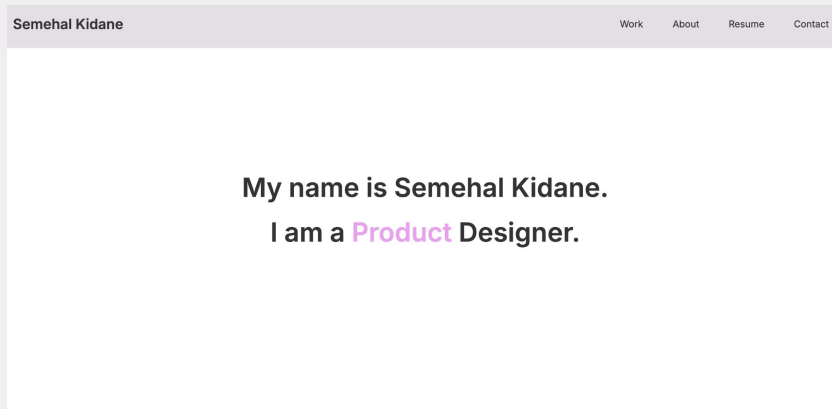 Semehal Kidane
Work About Resume Contact
My name is Semehal Kidane.
I am a Product Designer.